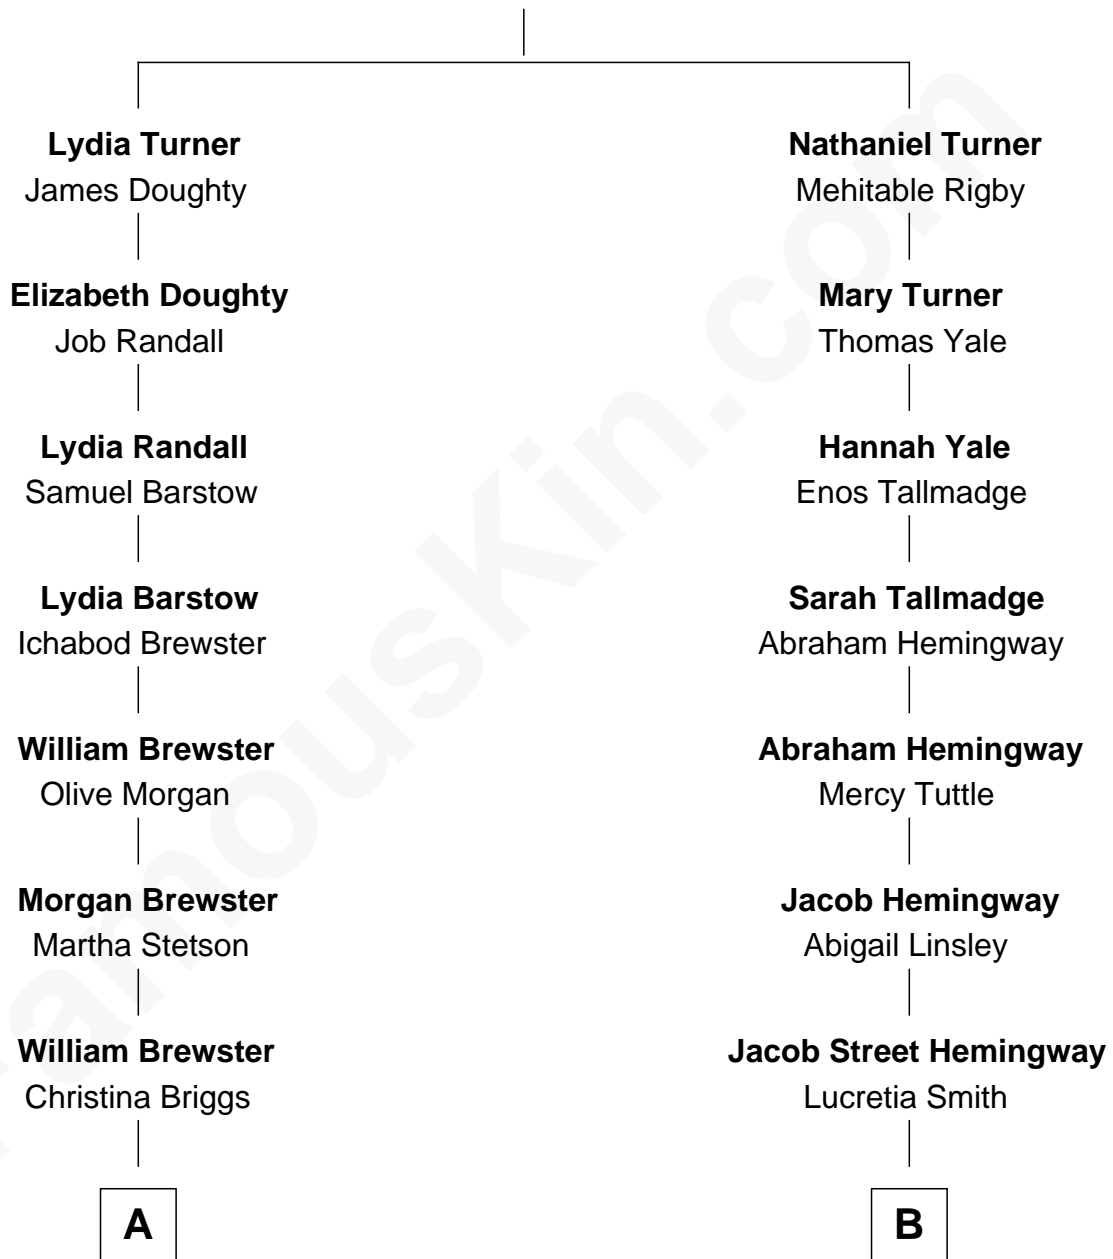 Lydia Turner
James Doughty
Nathaniel Turner
Mehitable Rigby
Elizabeth Doughty
Job Randall
Mary Turner
Thomas Yale
Lydia Randall
Samuel Barstow
Hannah Yale
Enos Tallmadge
Lydia Barstow
Ichabod Brewster
Sarah Tallmadge
Abraham Hemingway
William Brewster
Olive Morgan
Abraham Hemingway
Mercy Tuttle
Morgan Brewster
Martha Stetson
Jacob Hemingway
Abigail Linsley
William Brewster
Christina Briggs
Jacob Street Hemingway
Lucretia Smith
A
B
FamousKin.com